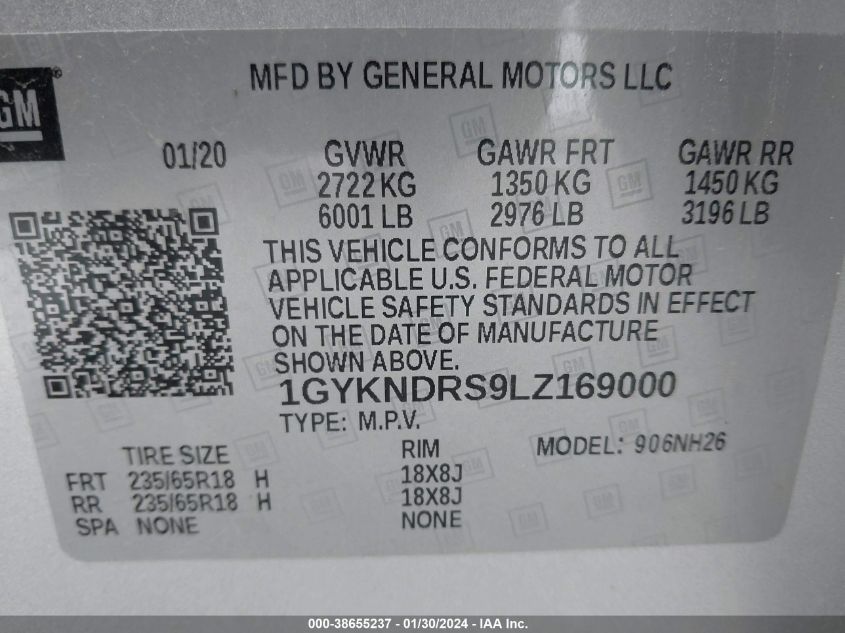 GM
MFD BY GENERAL MOTORS LLC
01/20 GVWR GAWR FRT GAWR RR
2722 KG 1350 KG 1450 KG
6001 LB 2976 LB 3196 LB
THIS VEHICLE CONFORMS TO ALL
APPLICABLE U.S. FEDERAL MOTOR
VEHICLE SAFETY STANDARDS IN EFFECT
ON THE DATE OF MANUFACTURE
SHOWN ABOVE.
1GYKNDRS9LZ169000
TYPE: M.P.V.
TIRE SIZE RIM MODEL: 906NH26
FRT 235/65R18 H 18X8J
RR 235/65R18 H 18X8J
SPA NONE NONE
000-38655237 - 01/30/2024 - IAA Inc.